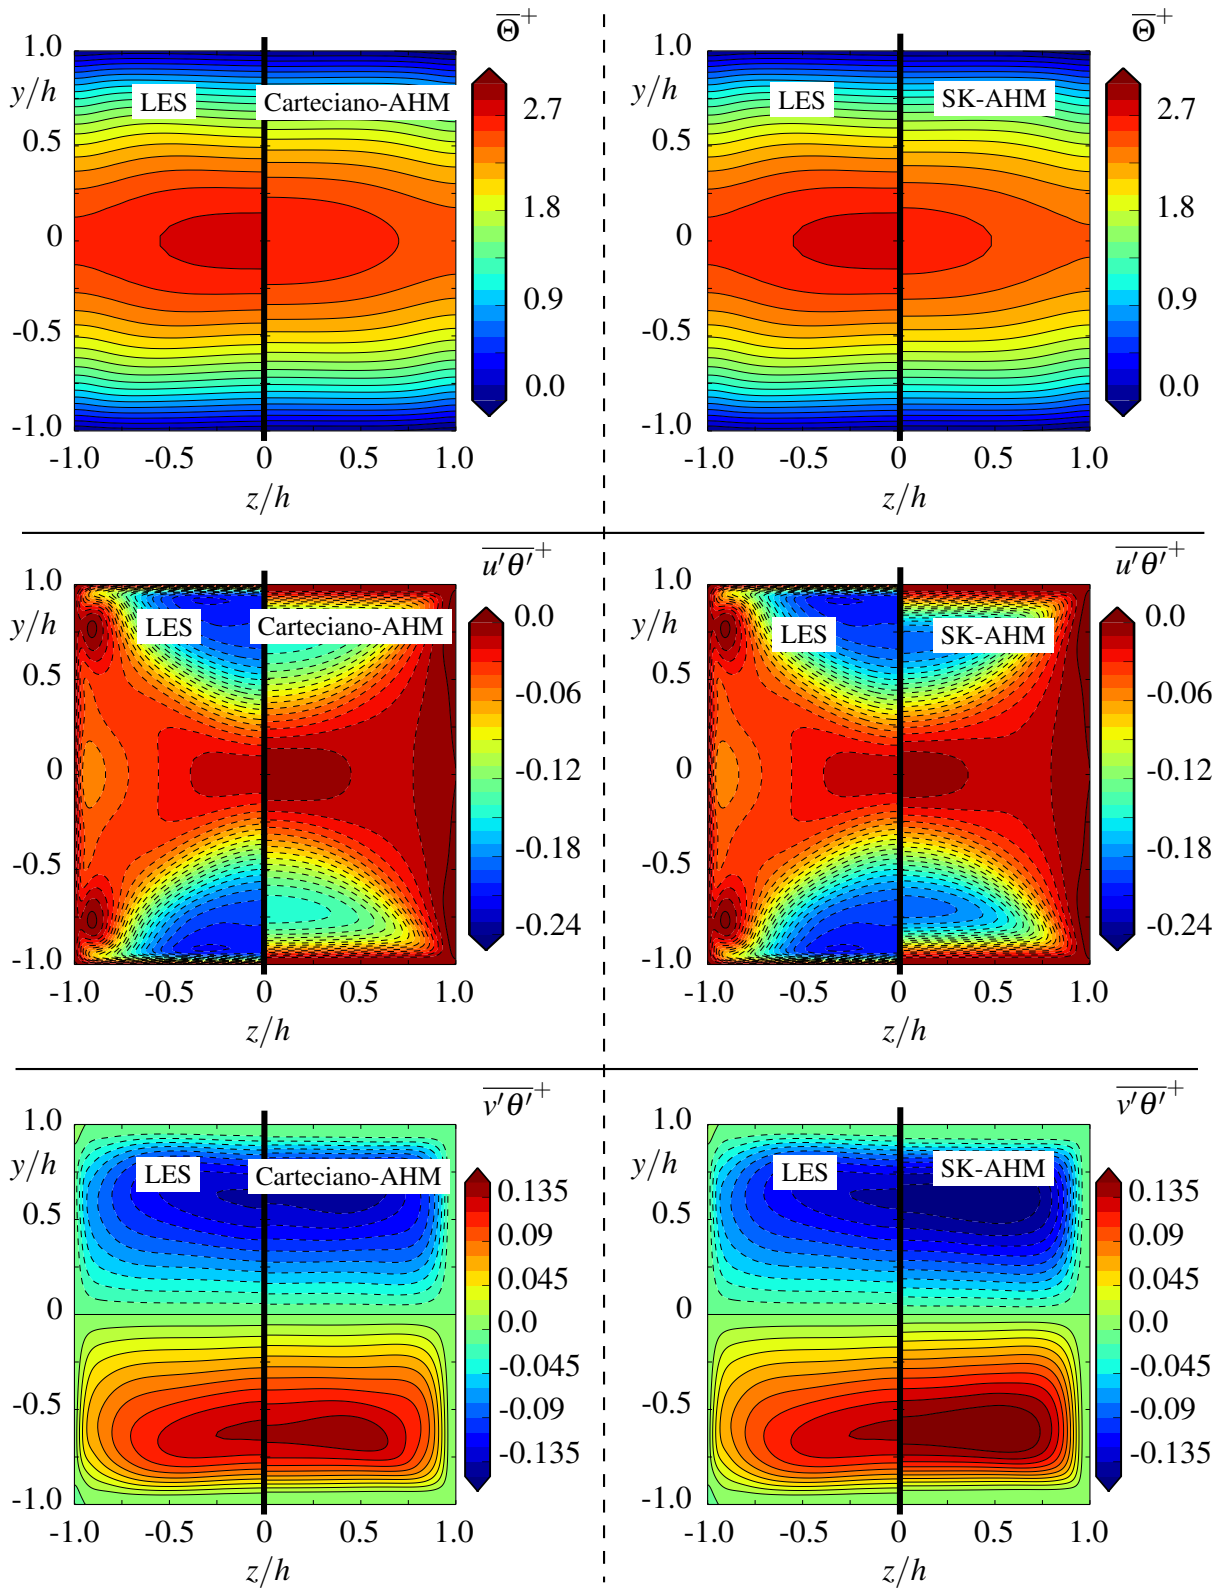 Θ̅⁺ Θ̅⁺
1.0 1.0
y/h LES Carteciano-AHM 2.7 y/h LES SK-AHM 2.7
0.5 0.5
1.8 1.8
0 0
0.9 0.9
-0.5 -0.5
0.0 0.0
-1.0 -1.0
-1.0 -0.5 0 0.5 1.0 -1.0 -0.5 0 0.5 1.0
z/h z/h
u′θ′⁺ u′θ′⁺
1.0 0.0 1.0 0.0
y/h LES Carteciano-AHM y/h LES SK-AHM
0.5 -0.06 0.5 -0.06
0 -0.12 0 -0.12
-0.5 -0.18 -0.5 -0.18
-0.24 -0.24
-1.0 -1.0
-1.0 -0.5 0 0.5 1.0 -1.0 -0.5 0 0.5 1.0
z/h z/h
v′θ′⁺ v′θ′⁺
1.0 1.0
y/h LES Carteciano-AHM 0.135 y/h LES SK-AHM 0.135
0.5 0.09 0.5 0.09
0.045 0.045
0 0.0 0 0.0
-0.045 -0.045
-0.5 -0.09 -0.5 -0.09
-0.135 -0.135
-1.0 -1.0
-1.0 -0.5 0 0.5 1.0 -1.0 -0.5 0 0.5 1.0
z/h z/h